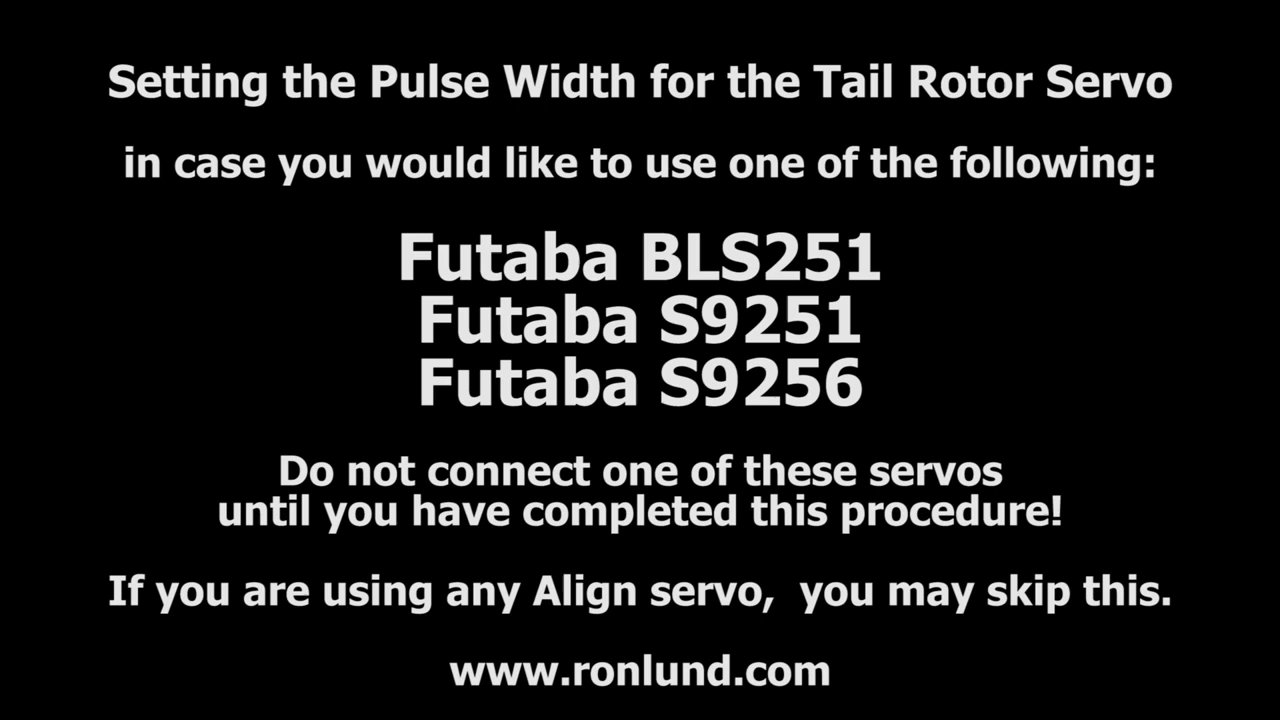 Setting the Pulse Width for the Tail Rotor Servo
in case you would like to use one of the following:
Futaba BLS251
Futaba S9251
Futaba S9256
Do not connect one of these servos
until you have completed this procedure!
If you are using any Align servo,  you may skip this.
www.ronlund.com